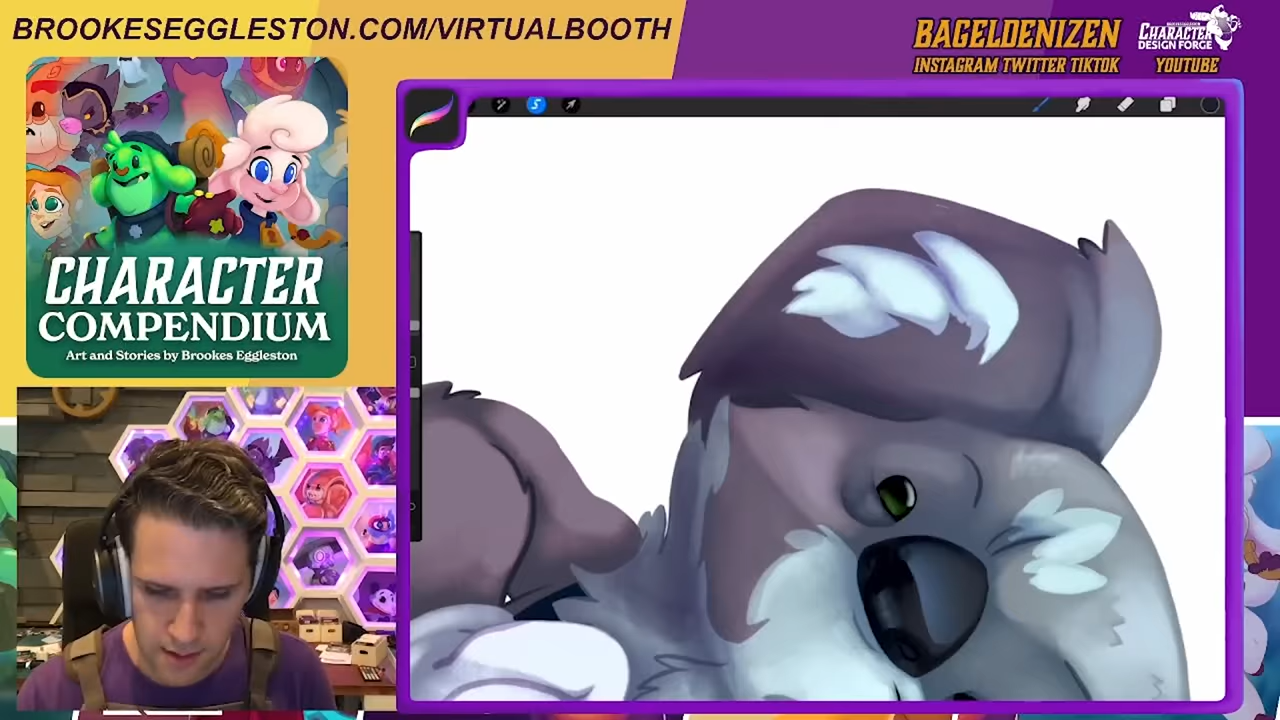 BROOKESEGGLESTON.COM/VIRTUALBOOTH
BAGELDENIZEN
INSTAGRAM TWITTER TIKTOK
CHARACTER
DESIGN FORGE
YOUTUBE
CHARACTER
COMPENDIUM
Art and Stories by Brookes Eggleston